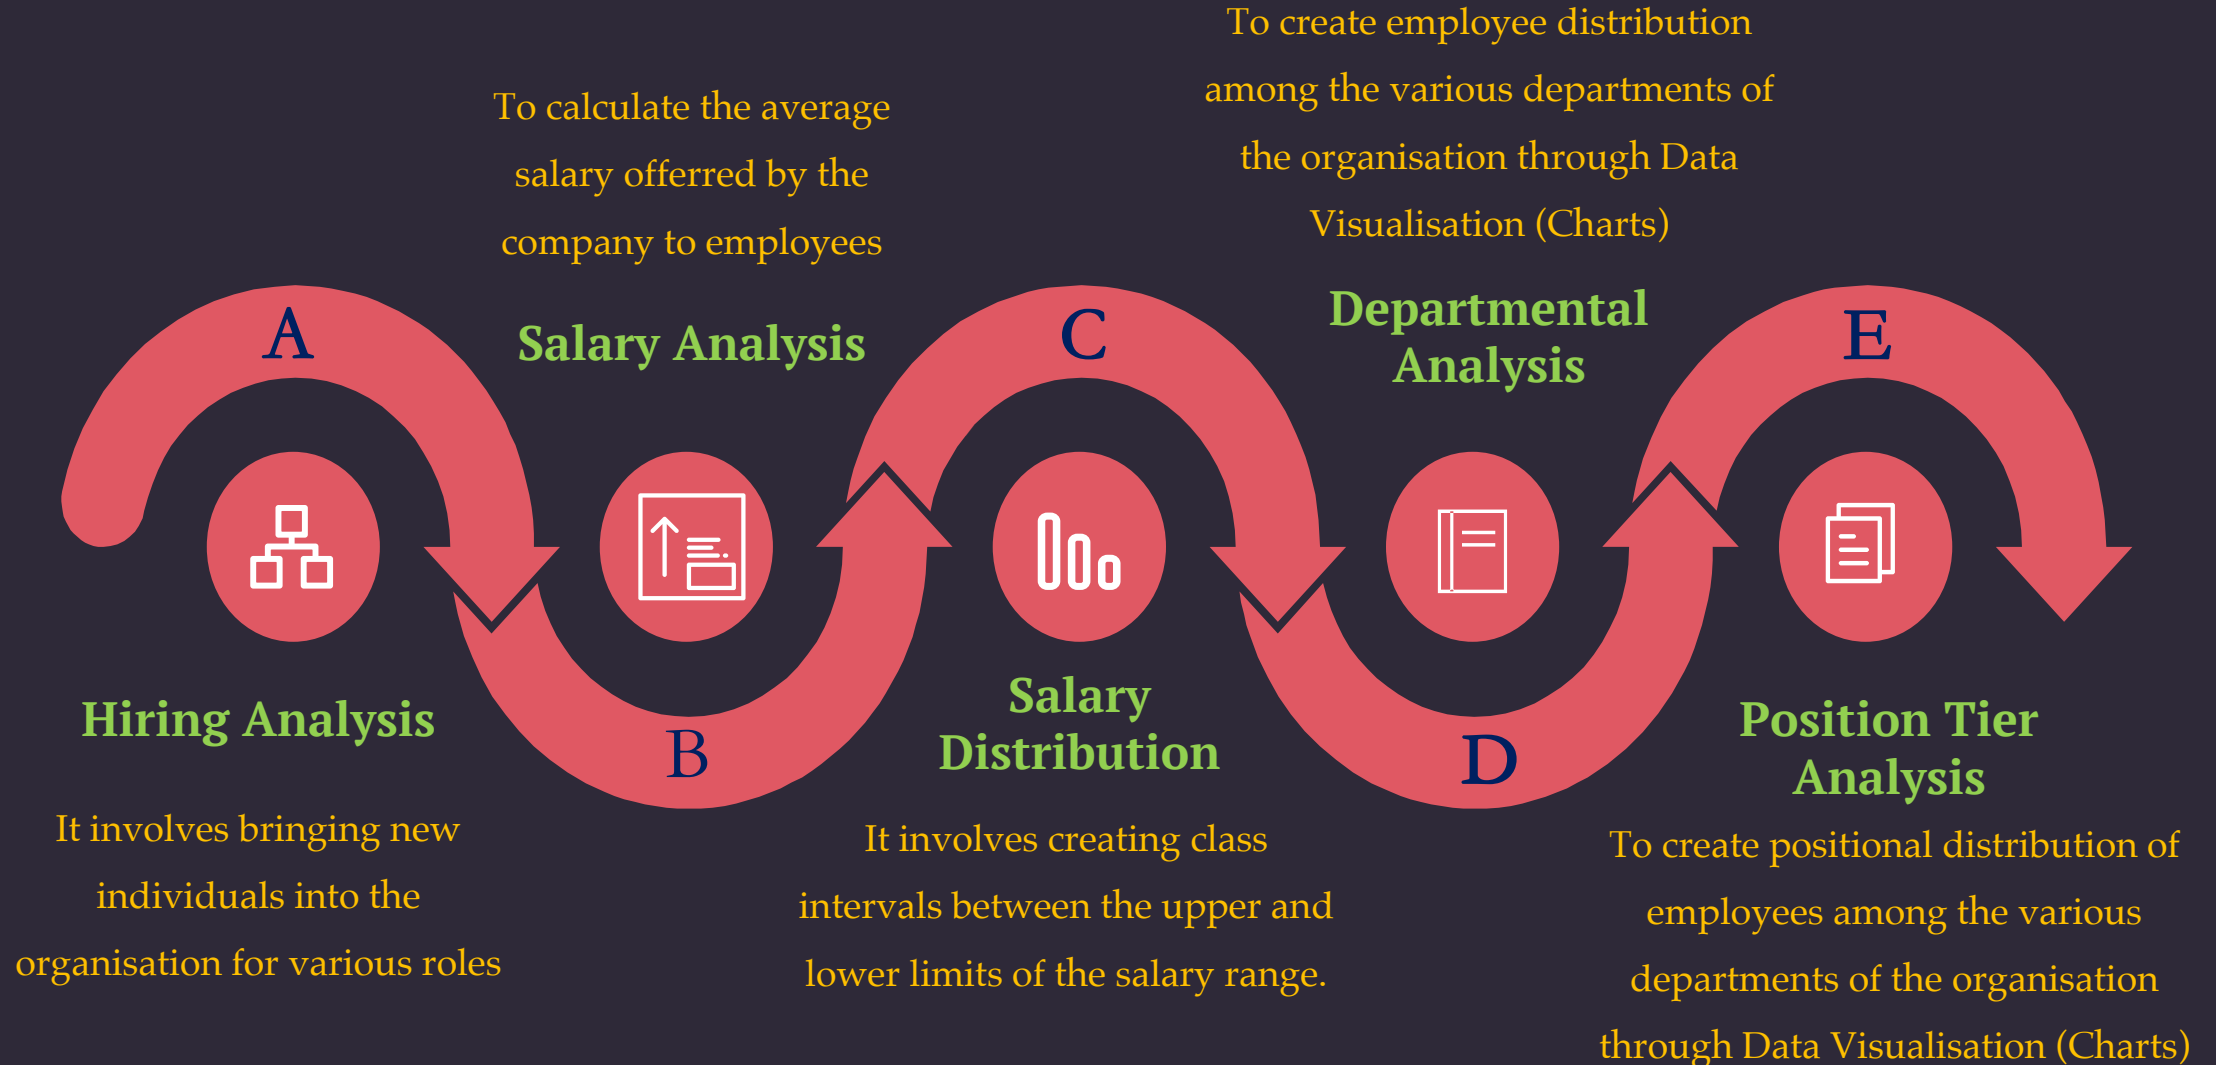 A
Hiring Analysis
It involves bringing new
individuals into the
organisation for various roles
To calculate the average
salary offerred by the
company to employees
Salary Analysis
B
C
Salary
Distribution
It involves creating class
intervals between the upper and
lower limits of the salary range.
To create employee distribution
among the various departments of
the organisation through Data
Visualisation (Charts)
Departmental
Analysis
D
E
Position Tier
Analysis
To create positional distribution of
employees among the various
departments of the organisation
through Data Visualisation (Charts)